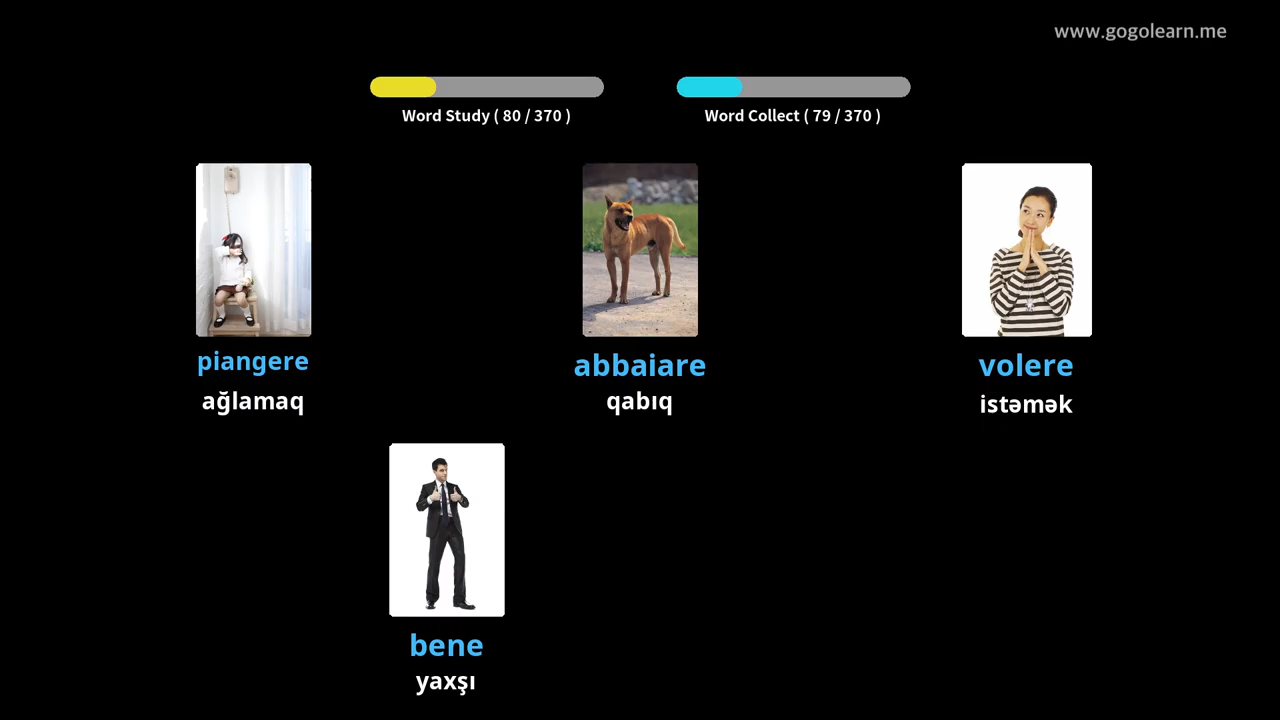 www.gogolearn.me
Word Study ( 80 / 370 )
Word Collect ( 79 / 370 )
piangere
ağlamaq
abbaiare
qabıq
volere
istəmək
bene
yaxşı